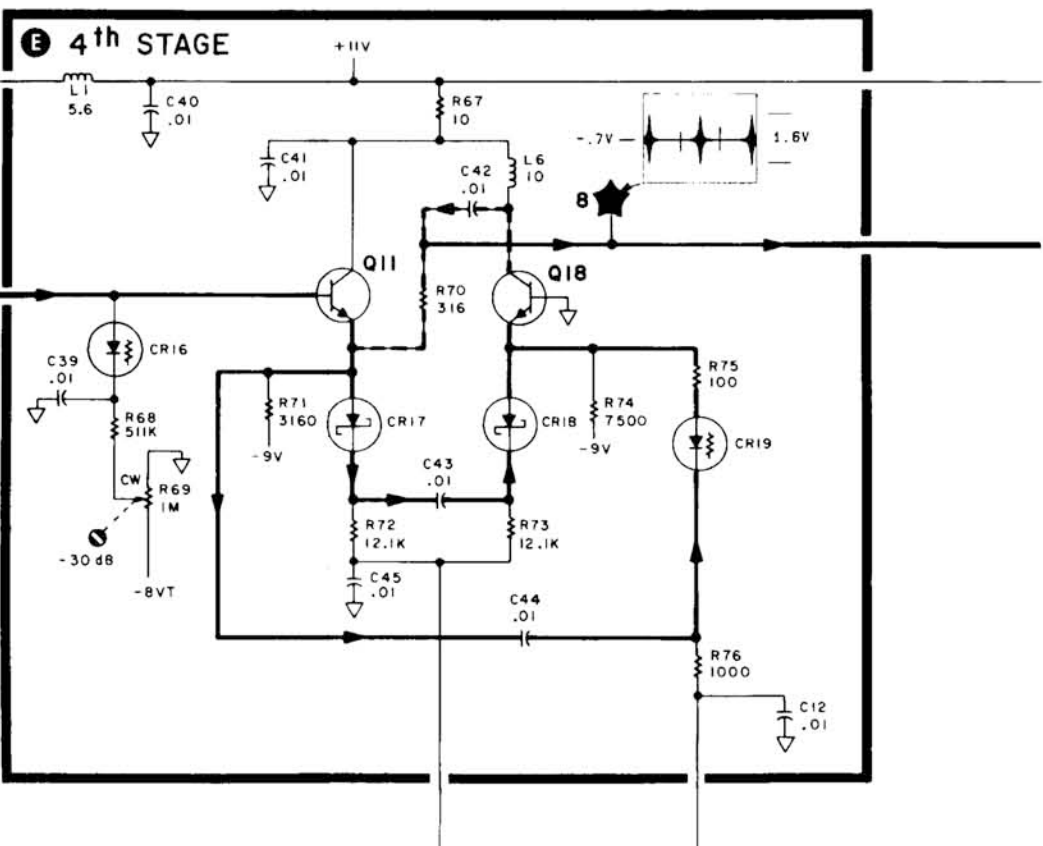 E 4th STAGE
+11V
L1
5.6
C40
.01
R67
10
-.7V
1.6V
C41
.01
C42
.01
L6
10
8
Q11
Q18
R70
316
CR16
C39
.01
R68
511K
CW
R69
1M
-30 dB
-8VT
R71
3160
-9V
CR17
CR18
R74
7500
-9V
R75
100
CR19
C43
.01
R72
12.1K
R73
12.1K
C45
.01
C44
.01
R76
1000
C12
.01